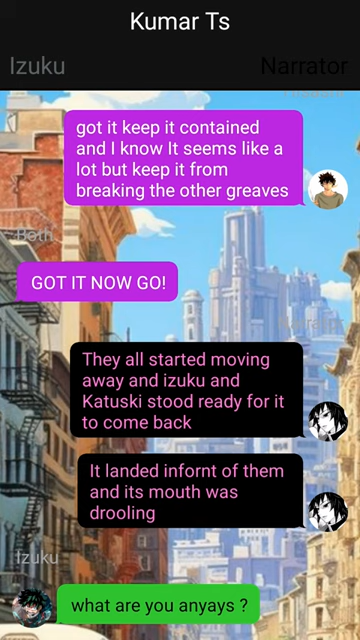 Kumar Ts
Izuku
Narrator
got it keep it contained
and I know It seems like a
lot but keep it from
breaking the other greaves
Both
GOT IT NOW GO!
They all started moving
away and izuku and
Katuski stood ready for it
to come back
It landed infornt of them
and its mouth was
drooling
Izuku
what are you anyays ?